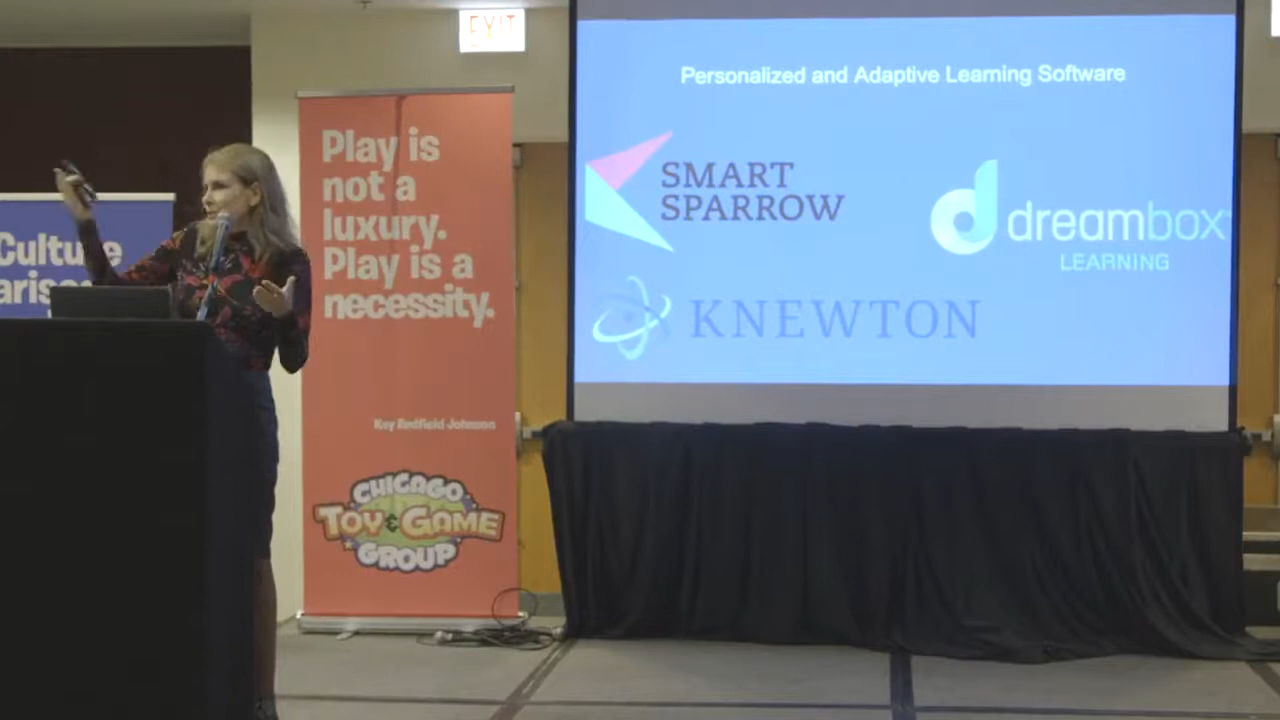 EXIT
Culture
Play is
not a
luxury.
Play is a
necessity.
Kay Redfield Jamison
CHICAGO
TOY & GAME
GROUP
Personalized and Adaptive Learning Software
SMART
SPARROW
dreambox
LEARNING
KNEWTON